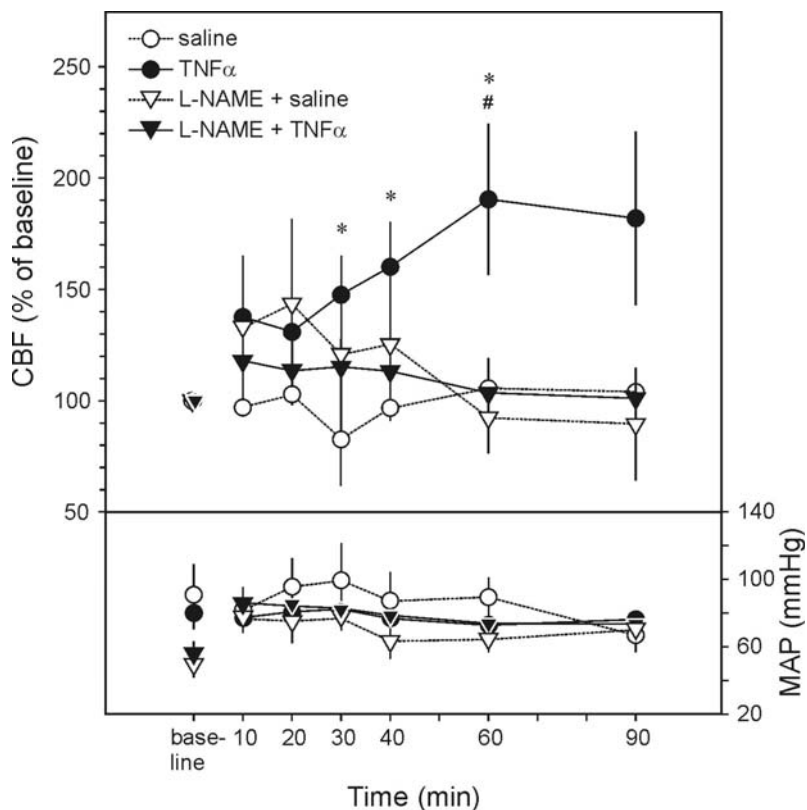 saline
TNFα
L-NAME + saline
L-NAME + TNFα
CBF (% of baseline)
250
200
150
100
50
*
*
*
#
140
100
60
20
MAP (mmHg)
base-
line
10 20 30 40 60 90
Time (min)